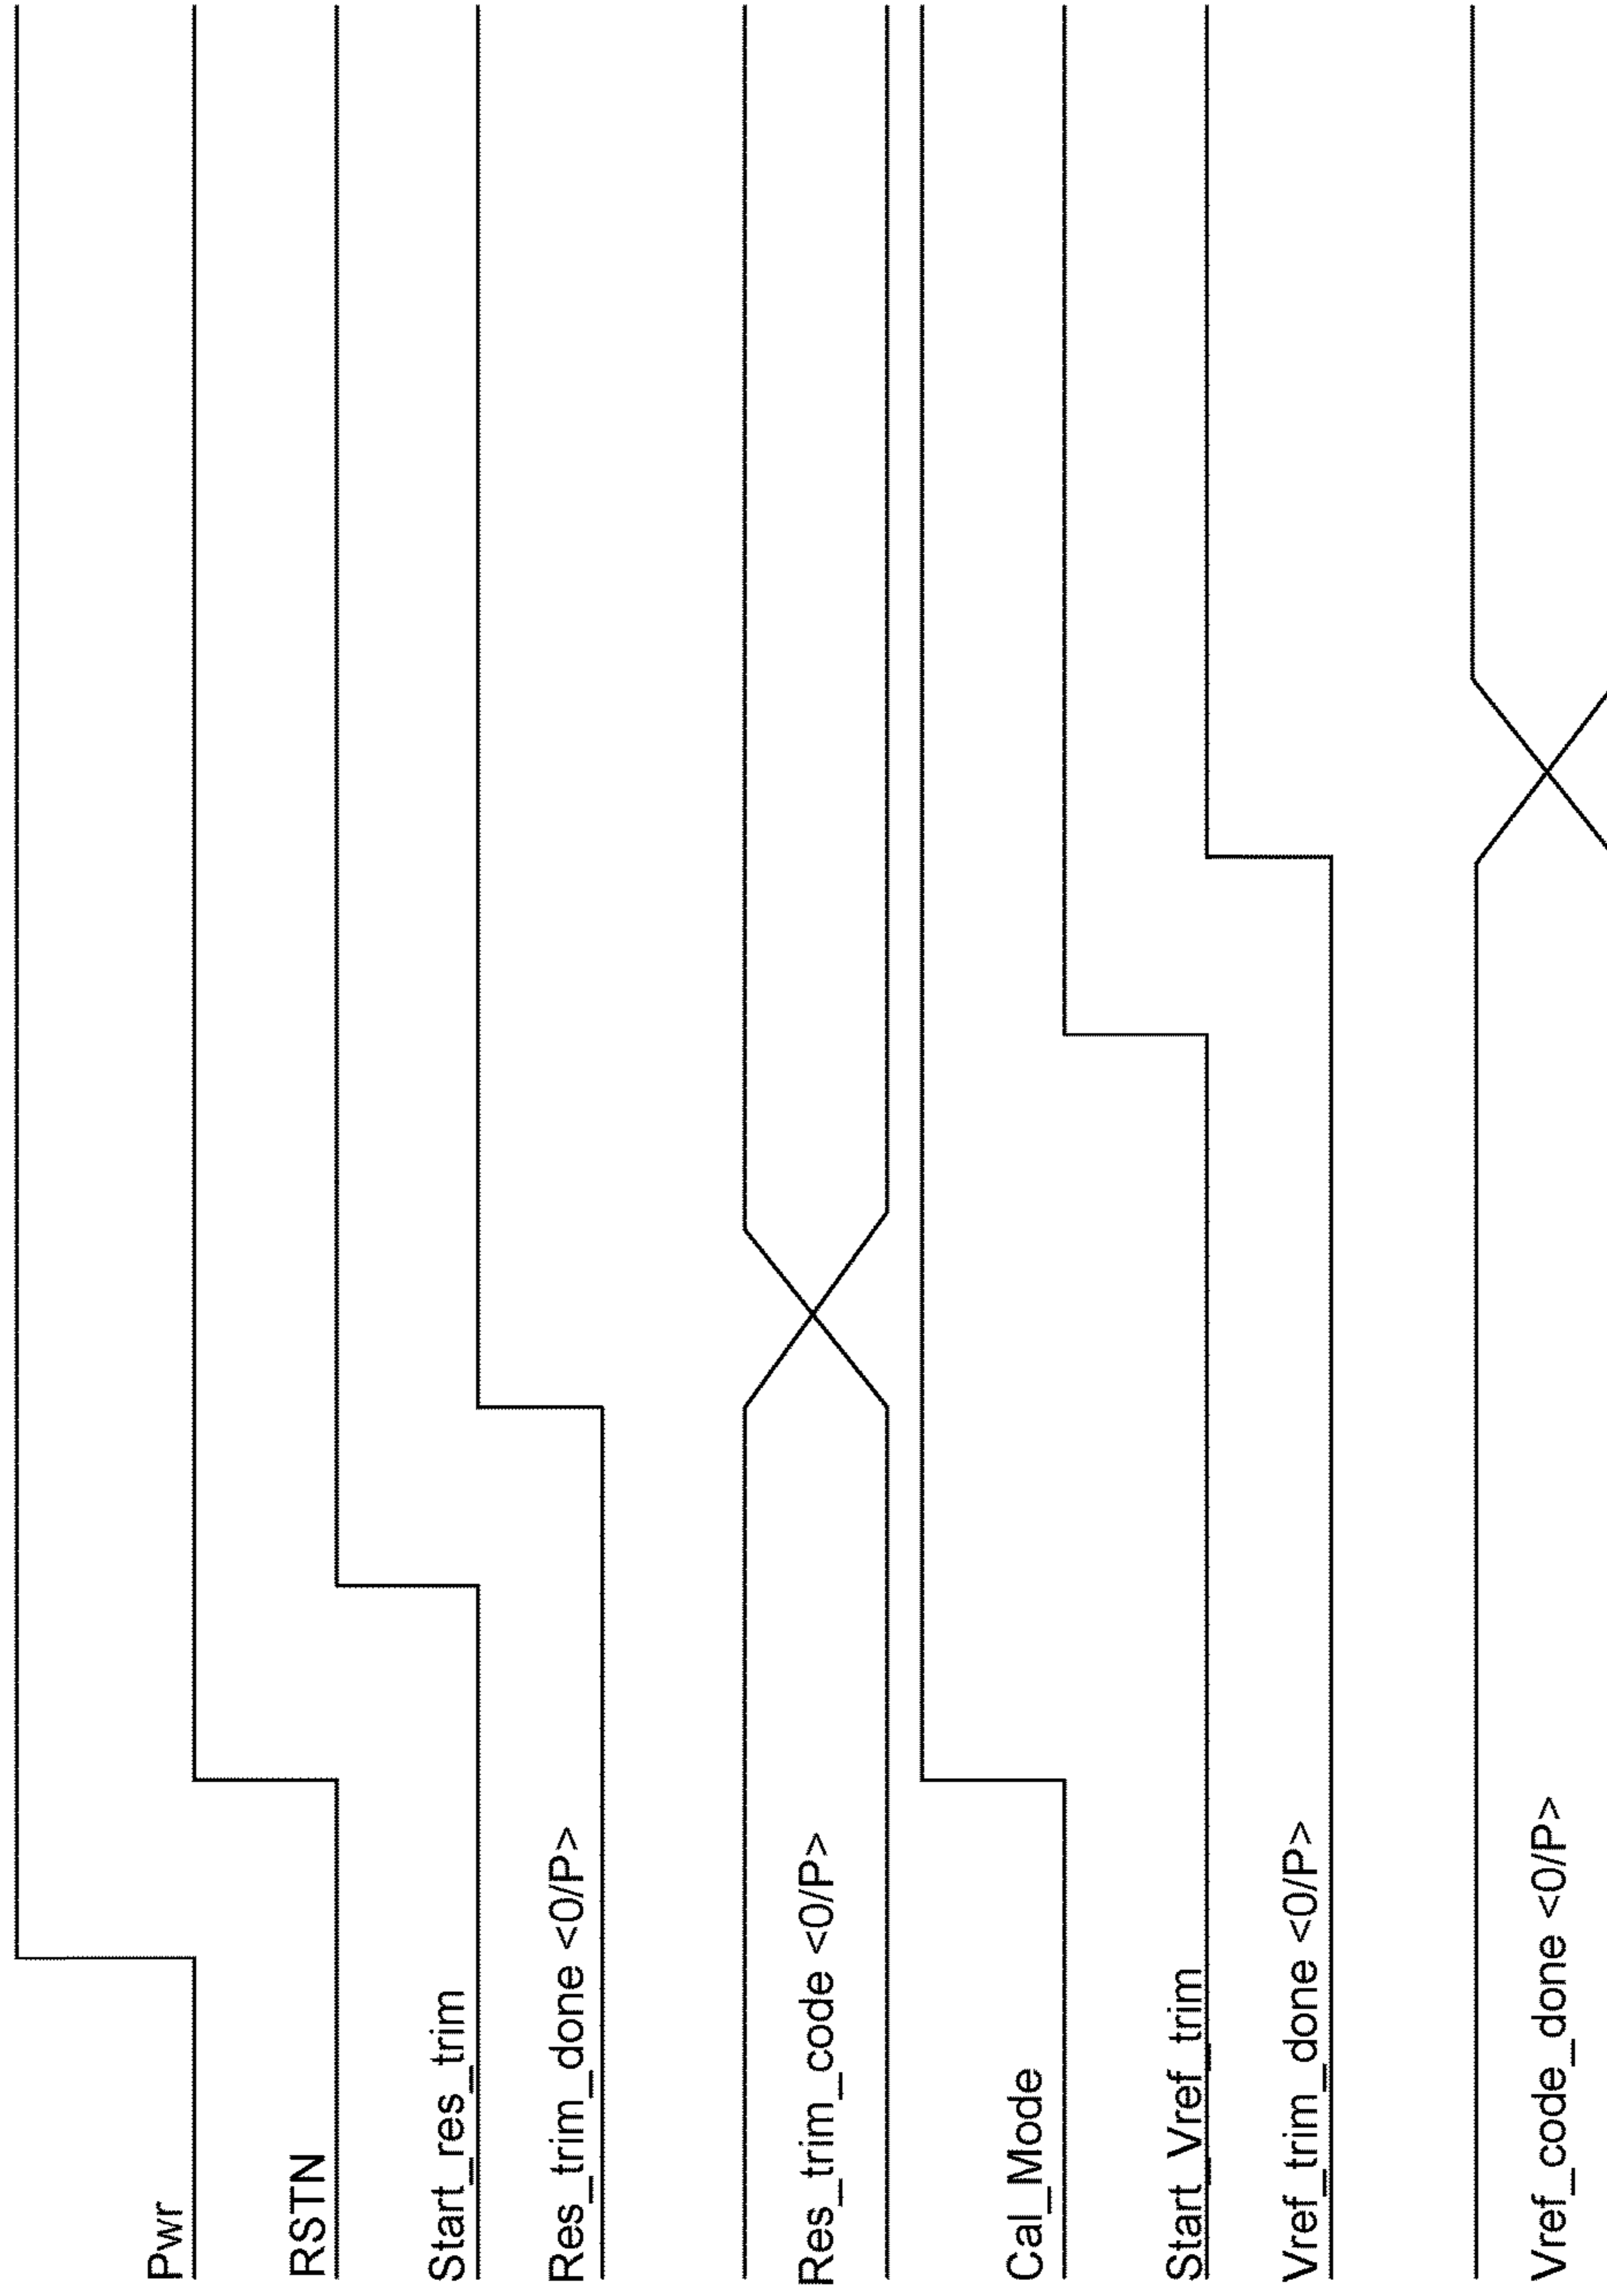 Pwr
RSTN
Start_res_trim
Res_trim_done <0/P>
Res_trim_code <0/P>
Cal_Mode
Start_Vref_trim
Vref_trim_done <0/P>
Vref_code_done <0/P>